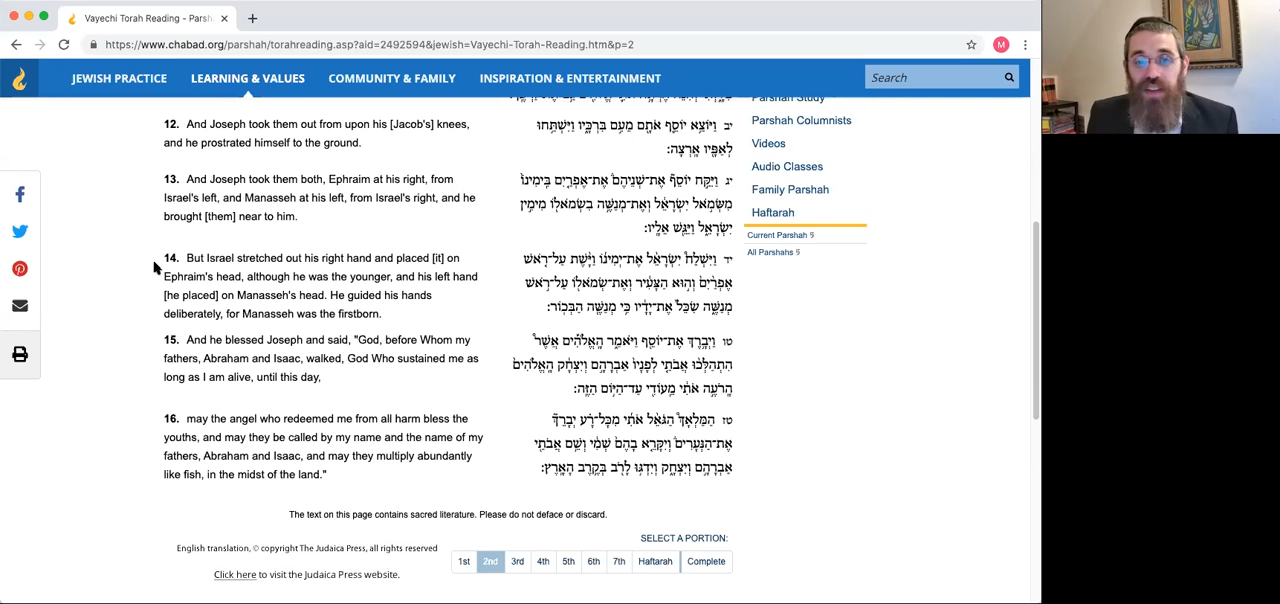 Vayechi Torah Reading - Parsh
https://www.chabad.org/parshah/torahreading.asp?aid=2492594&jewish=Vayechi-Torah-Reading.htm&p=2
M
JEWISH PRACTICE
LEARNING & VALUES
COMMUNITY & FAMILY
INSPIRATION & ENTERTAINMENT
Search
12. And Joseph took them out from upon his [Jacob's] knees,
and he prostrated himself to the ground.
יב וַיּוֹצֵ֥א יוֹסֵ֛ף אֹתָ֖ם מֵעִ֣ם בִּרְכָּ֑יו וַיִּשְׁתַּ֥חוּ
לְאַפָּ֖יו אָֽרְצָה:
13. And Joseph took them both, Ephraim at his right, from
Israel's left, and Manasseh at his left, from Israel's right, and he
brought [them] near to him.
יג וַיִּקַּ֣ח יוֹסֵף֘ אֶת־שְׁנֵיהֶם֒ אֶת־אֶפְרַ֤יִם בִּֽימִינוֹ֙
מִשְּׂמֹ֣אל יִשְׂרָאֵ֔ל וְאֶת־מְנַשֶּׁ֥ה בִשְׂמֹאל֖וֹ מִימִ֣ין
יִשְׂרָאֵ֑ל וַיַּגֵּ֖שׁ אֵלָֽיו:
14. But Israel stretched out his right hand and placed [it] on
Ephraim's head, although he was the younger, and his left hand
[he placed] on Manasseh's head. He guided his hands
deliberately, for Manasseh was the firstborn.
יד וַיִּשְׁלַח֩ יִשְׂרָאֵ֨ל אֶת־יְמִינ֜וֹ וַיָּ֨שֶׁת עַל־רֹ֤אשׁ
אֶפְרַ֙יִם֙ וְה֣וּא הַצָּעִ֔יר וְאֶת־שְׂמֹאל֖וֹ עַל־רֹ֣אשׁ
מְנַשֶּׁ֑ה שִׂכֵּל֙ אֶת־יָדָ֔יו כִּ֥י מְנַשֶּׁ֖ה הַבְּכֽוֹר:
15. And he blessed Joseph and said, "God, before Whom my
fathers, Abraham and Isaac, walked, God Who sustained me as
long as I am alive, until this day,
טו וַיְבָ֥רֶךְ אֶת־יוֹסֵ֖ף וַיֹּאמַ֑ר הָֽאֱלֹהִ֡ים אֲשֶׁר֩
הִתְהַלְּכ֨וּ אֲבֹתַ֤י לְפָנָיו֙ אַבְרָהָ֣ם וְיִצְחָ֔ק הָֽאֱלֹהִים֙
הָֽרֹעֶ֣ה אֹתִ֔י מֵֽעוֹדִ֖י עַד־הַיּ֥וֹם הַזֶּֽה:
16. may the angel who redeemed me from all harm bless the
youths, and may they be called by my name and the name of my
fathers, Abraham and Isaac, and may they multiply abundantly
like fish, in the midst of the land."
טז הַמַּלְאָךְ֩ הַגֹּאֵ֨ל אֹתִ֜י מִכָּל־רָ֗ע יְבָרֵךְ֘
אֶת־הַנְּעָרִים֒ וְיִקָּרֵ֤א בָהֶם֙ שְׁמִ֔י וְשֵׁ֥ם אֲבֹתַ֖י
אַבְרָהָ֣ם וְיִצְחָ֑ק וְיִדְגּ֥וּ לָרֹ֖ב בְּקֶ֥רֶב הָאָֽרֶץ:
The text on this page contains sacred literature. Please do not deface or discard.
SELECT A PORTION:
English translation, © copyright The Judaica Press, all rights reserved
1st 2nd 3rd 4th 5th 6th 7th Haftarah Complete
Click here to visit the Judaica Press website.
Parshah Study
Parshah Columnists
Videos
Audio Classes
Family Parshah
Haftarah
Current Parshah
All Parshahs